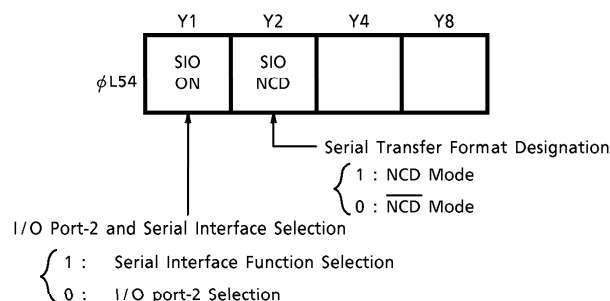 Y1 Y2 Y4 Y8
φL54
SIO ON
SIO NCD
Serial Transfer Format Designation
1 : NCD Mode
0 : N̅C̅D̅ Mode
I/O Port-2 and Serial Interface Selection
1 : Serial Interface Function Selection
0 : I/O port-2 Selection